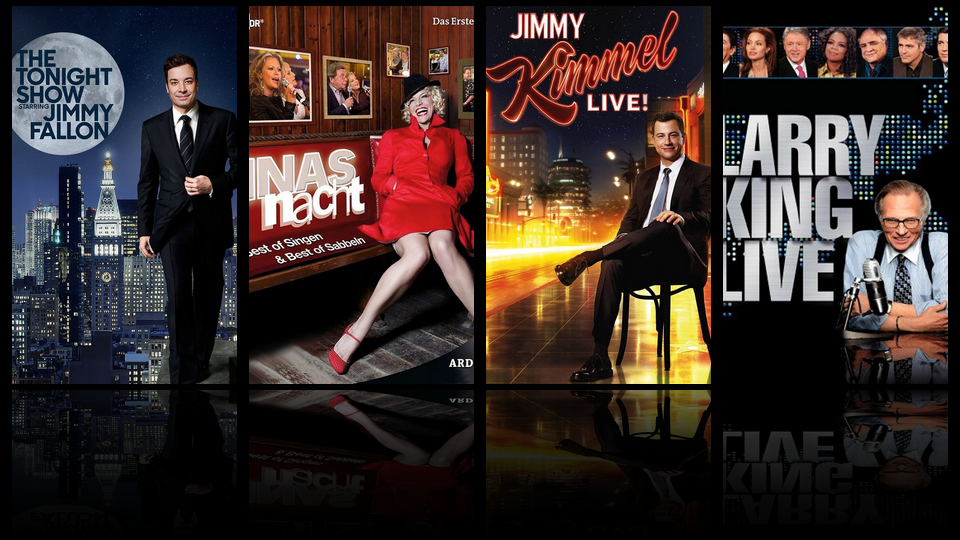 THE
TONIGHT
SHOW
STARRING JIMMY
FALLON
DR®
Das Erste
INAS
nacht
Best of Singen
& Best of Sabbeln
ARD
JIMMY
Kimmel
LIVE!
LARRY
KING
LIVE